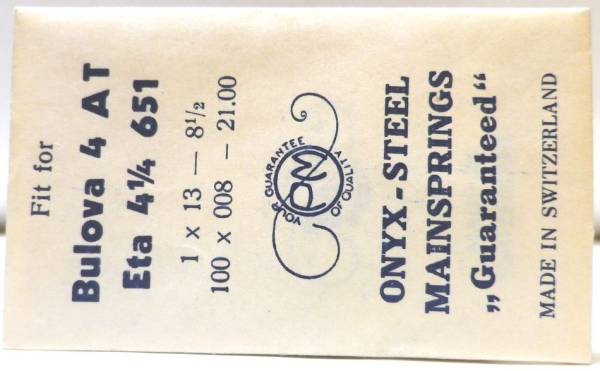 Fit for
Bulova 4 AT
Eta 4¼ 651
1 x 13 — 8½
100 x 008 – 21.00
YOUR GUARANTEE
PM
OF QUALITY
ONYX-STEEL
MAINSPRINGS
„Guaranteed“
MADE IN SWITZERLAND